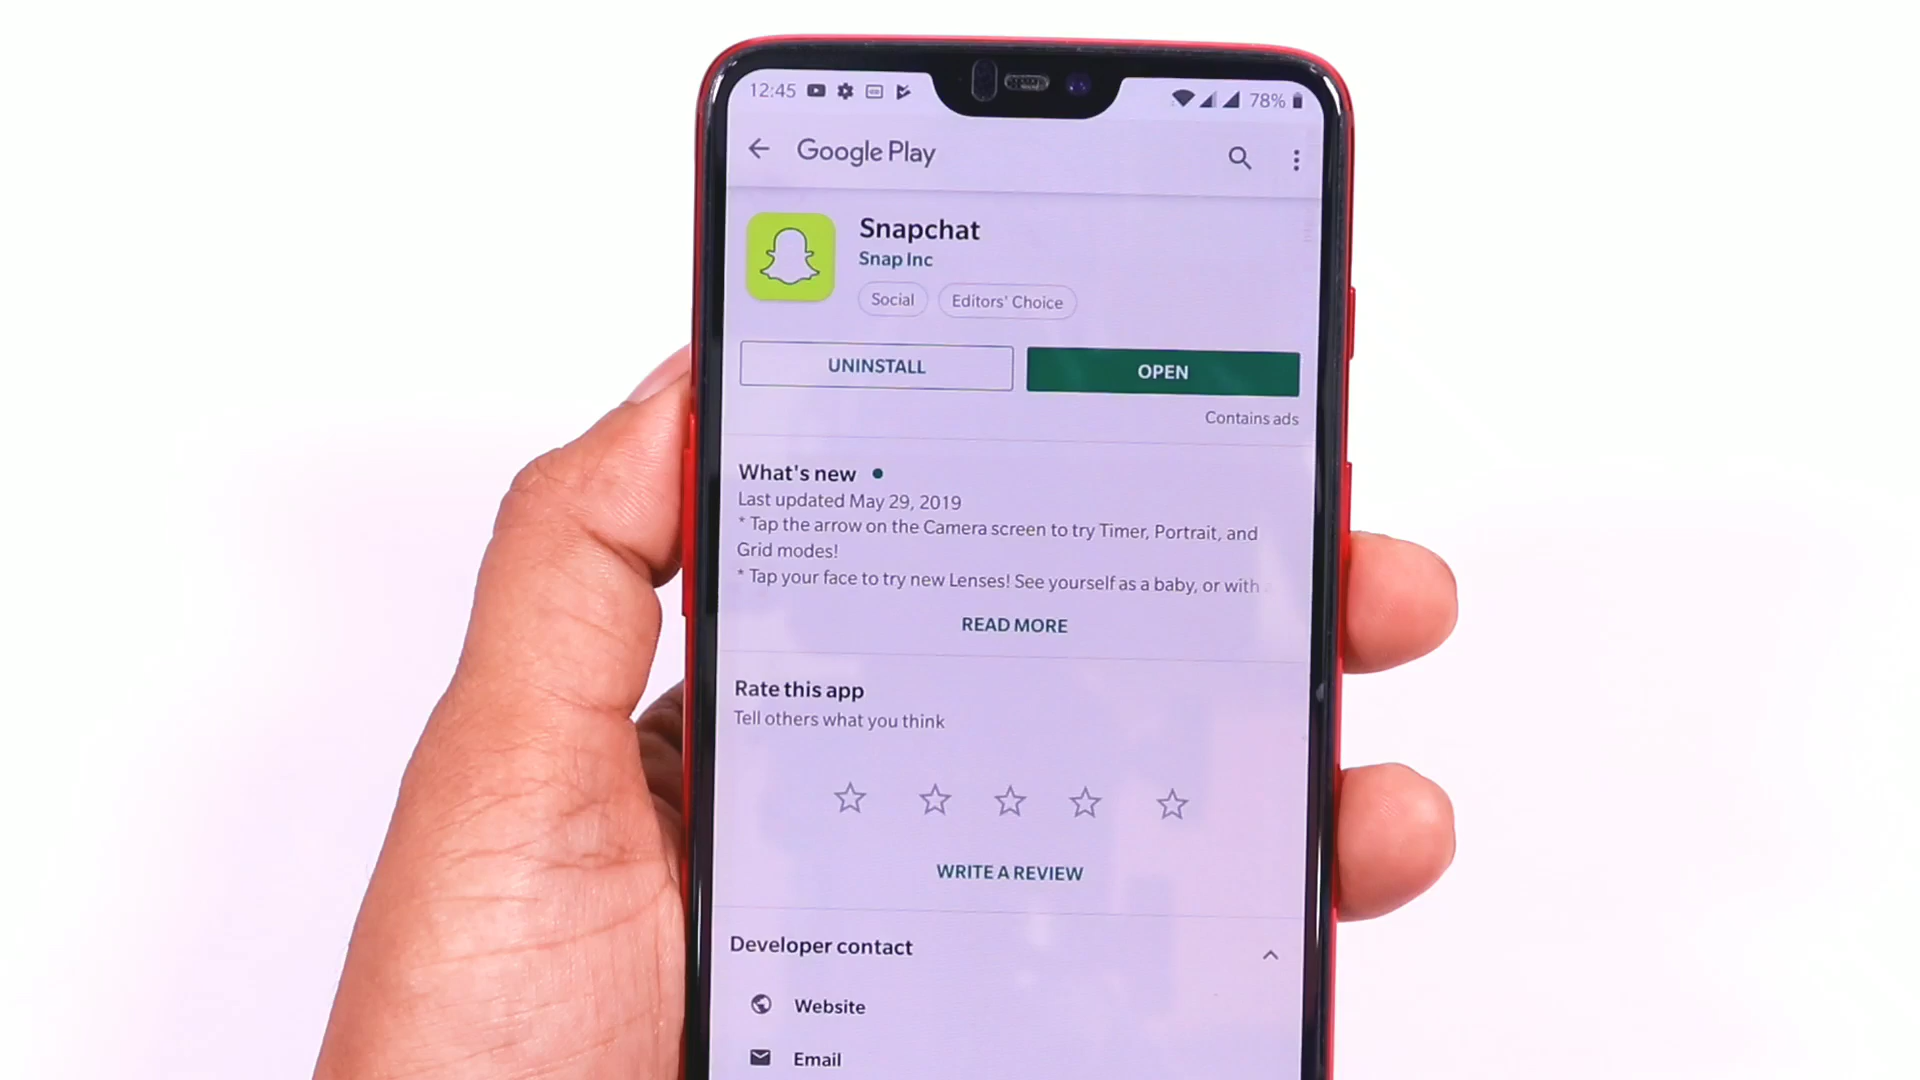 12:45 78%
Google Play
Snapchat
Snap Inc
Social Editors' Choice
UNINSTALL OPEN
Contains ads
What's new
Last updated May 29, 2019
* Tap the arrow on the Camera screen to try Timer, Portrait, and
Grid modes!
* Tap your face to try new Lenses! See yourself as a baby, or with
READ MORE
Rate this app
Tell others what you think
WRITE A REVIEW
Developer contact
Website
Email